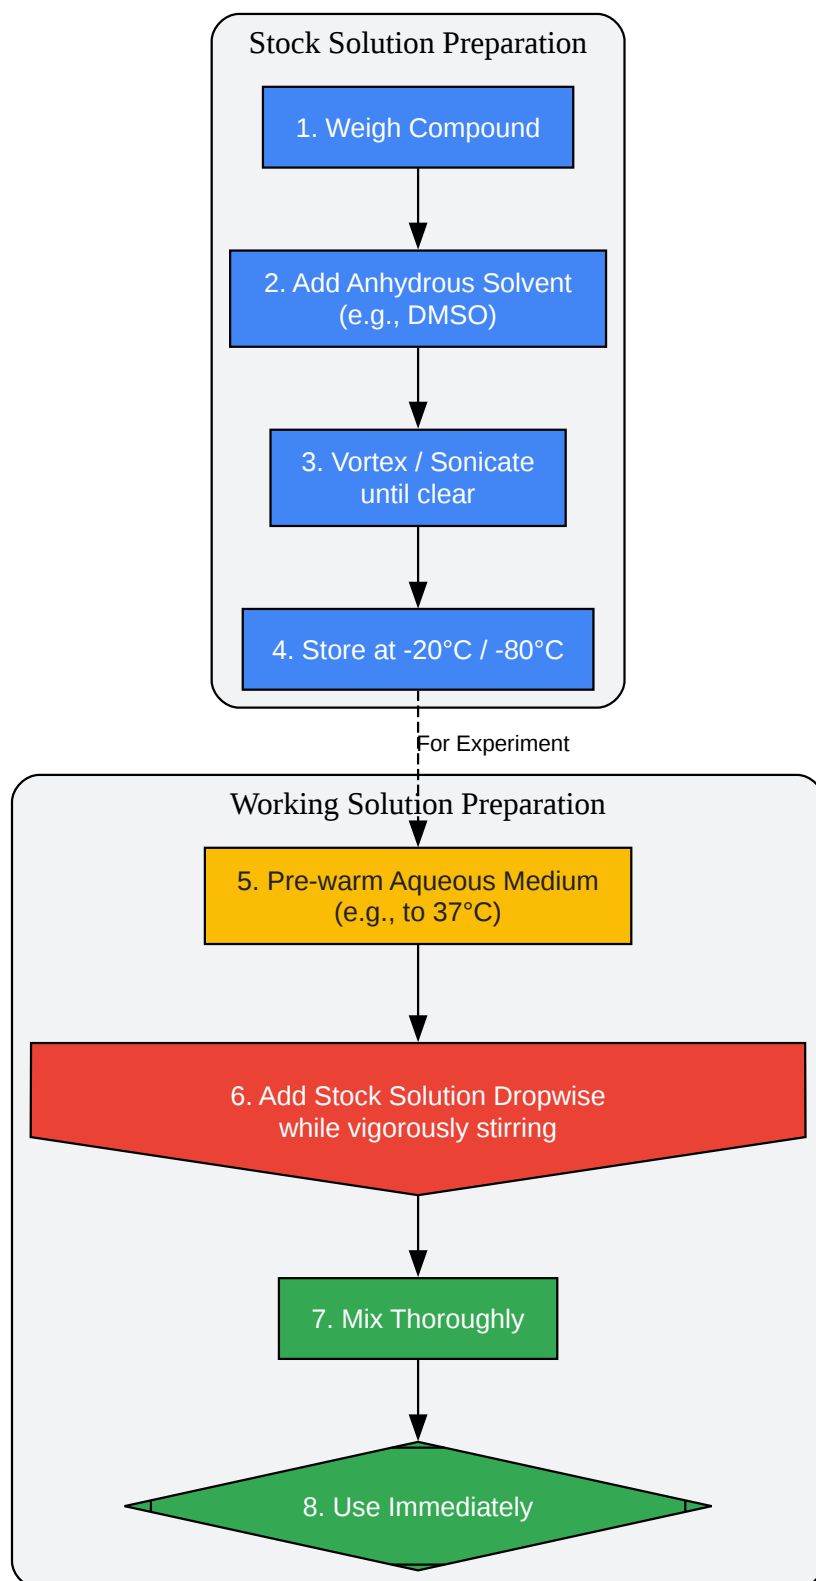 Stock Solution Preparation
1. Weigh Compound
2. Add Anhydrous Solvent
(e.g., DMSO)
3. Vortex / Sonicate
until clear
4. Store at -20°C / -80°C
For Experiment
Working Solution Preparation
5. Pre-warm Aqueous Medium
(e.g., to 37°C)
6. Add Stock Solution Dropwise
while vigorously stirring
7. Mix Thoroughly
8. Use Immediately